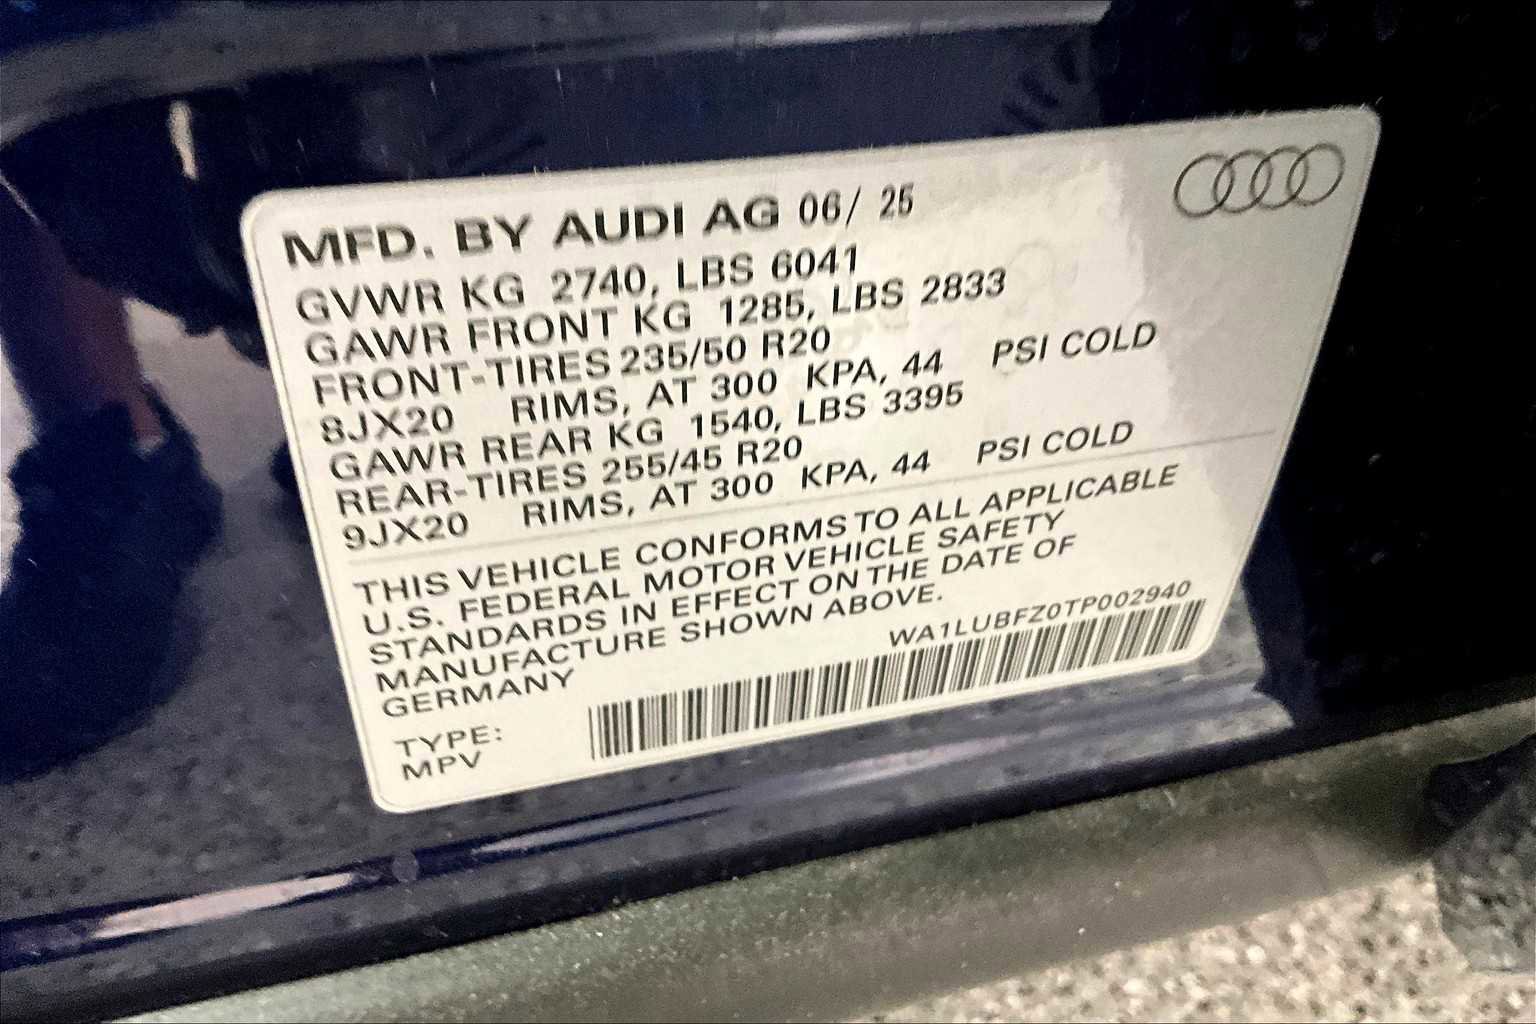 MFD. BY AUDI AG 06/ 25
GVWR KG 2740, LBS 6041
GAWR FRONT KG 1285, LBS 2833
FRONT-TIRES 235/50 R20
8JX20 RIMS, AT 300 KPA, 44 PSI COLD
GAWR REAR KG 1540, LBS 3395
REAR-TIRES 255/45 R20
9JX20 RIMS, AT 300 KPA, 44 PSI COLD
THIS VEHICLE CONFORMS TO ALL APPLICABLE
U.S. FEDERAL MOTOR VEHICLE SAFETY
STANDARDS IN EFFECT ON THE DATE OF
MANUFACTURE SHOWN ABOVE.
GERMANY
WA1LUBFZ0TP002940
TYPE:
MPV